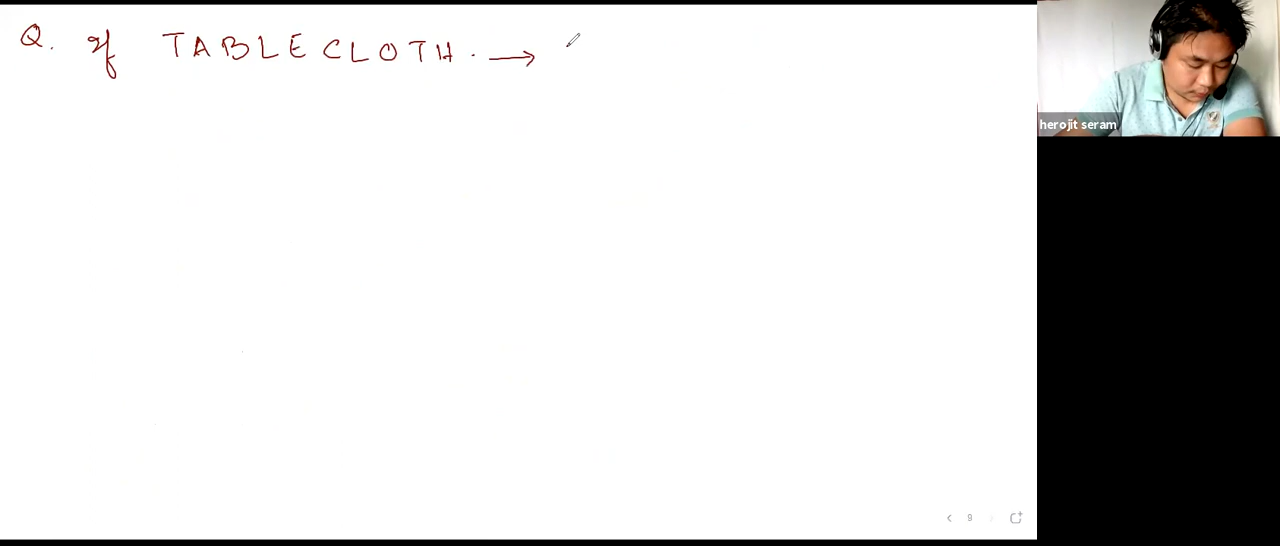 Q. If TABLECLOTH. →
herojit seram
9